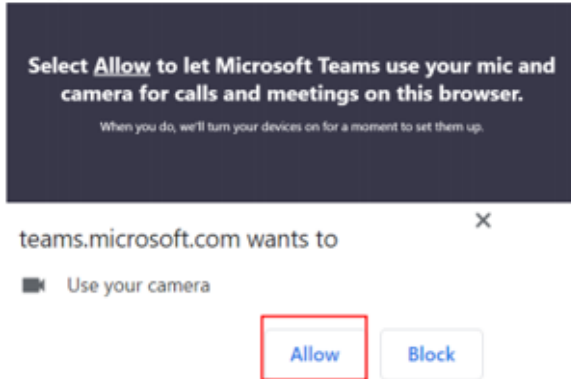 Select Allow to let Microsoft Teams use your mic and
camera for calls and meetings on this browser.
When you do, we'll turn your devices on for a moment to set them up.
teams.microsoft.com wants to
Use your camera
Allow Block